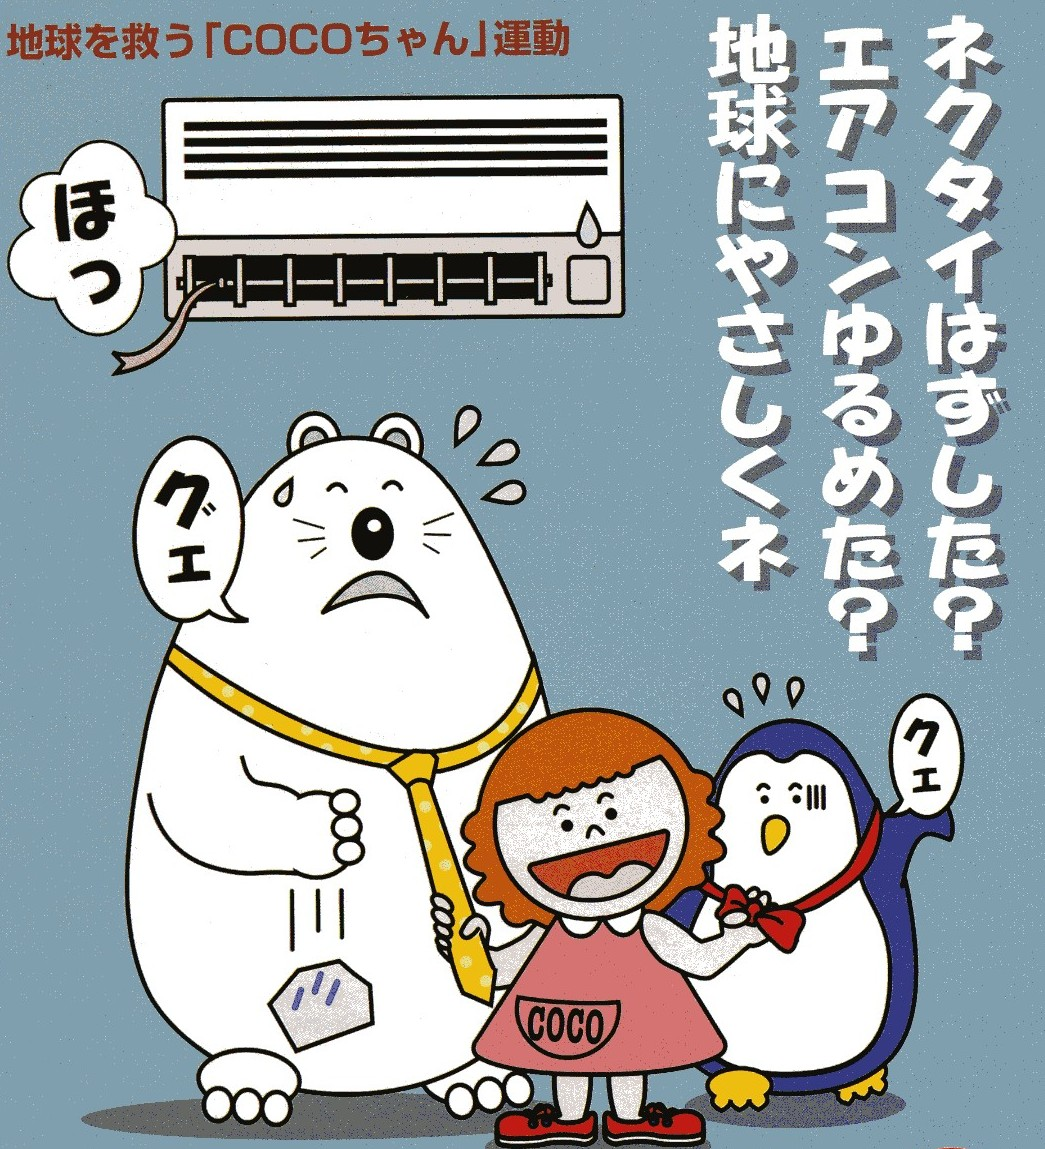 地球を救う「COCOちゃん」運動
ネクタイはずした?
エアコンゆるめた?
地球にやさしくネ
ほっ
グェ
クェ
COCO